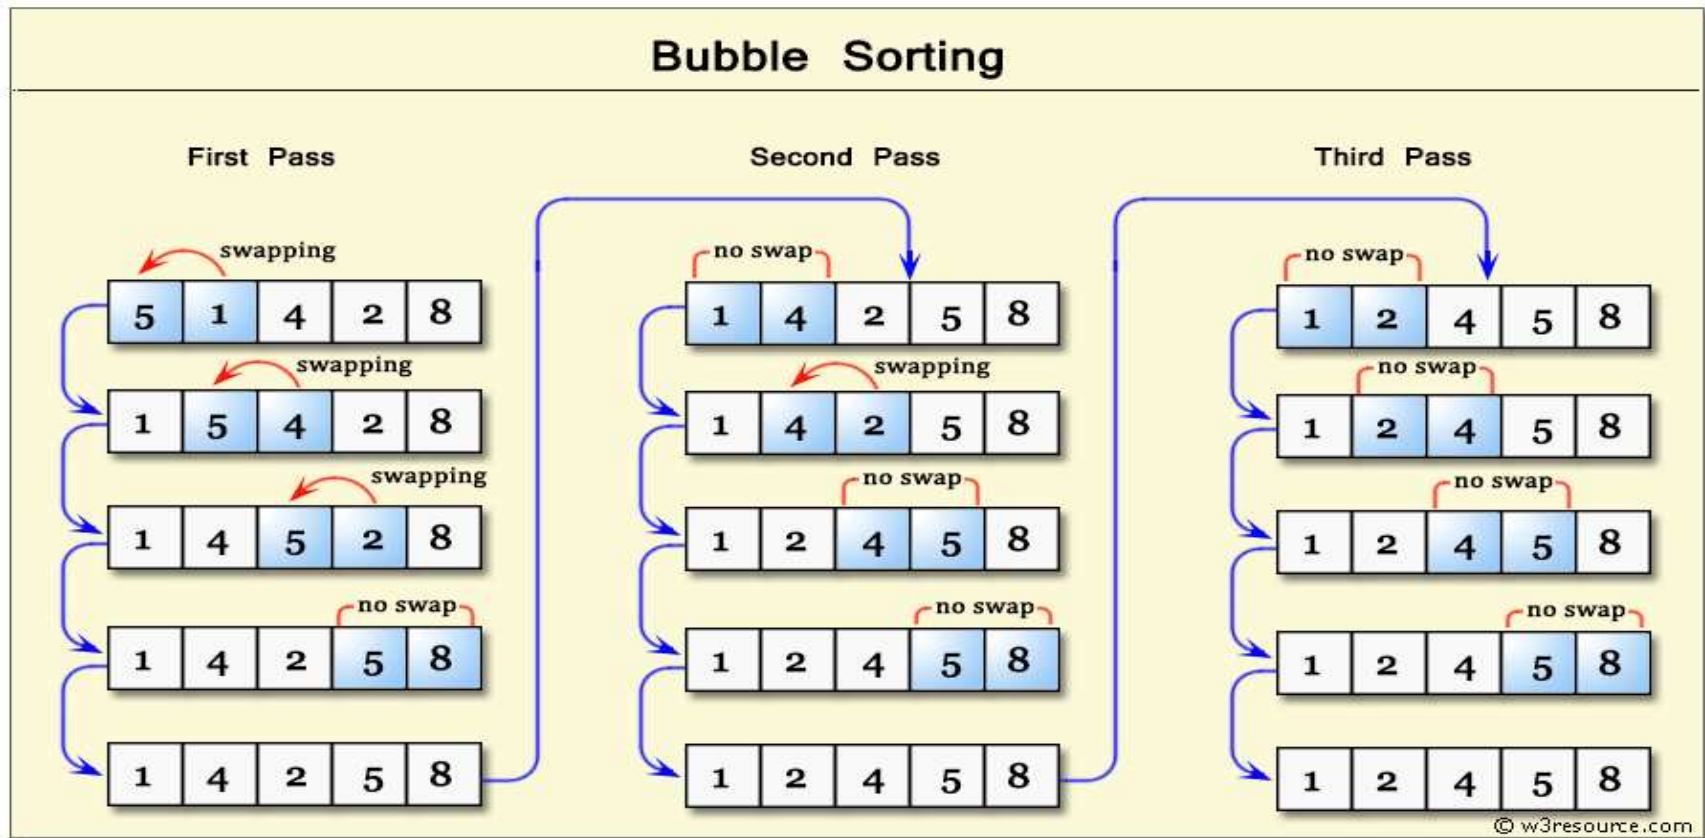 Bubble Sorting
First Pass
swapping
5 1 4 2 8
swapping
1 5 4 2 8
swapping
1 4 5 2 8
no swap
1 4 2 5 8
1 4 2 5 8
Second Pass
no swap
1 4 2 5 8
swapping
1 4 2 5 8
no swap
1 2 4 5 8
no swap
1 2 4 5 8
1 2 4 5 8
Third Pass
no swap
1 2 4 5 8
no swap
1 2 4 5 8
no swap
1 2 4 5 8
no swap
1 2 4 5 8
1 2 4 5 8
© w3resource.com